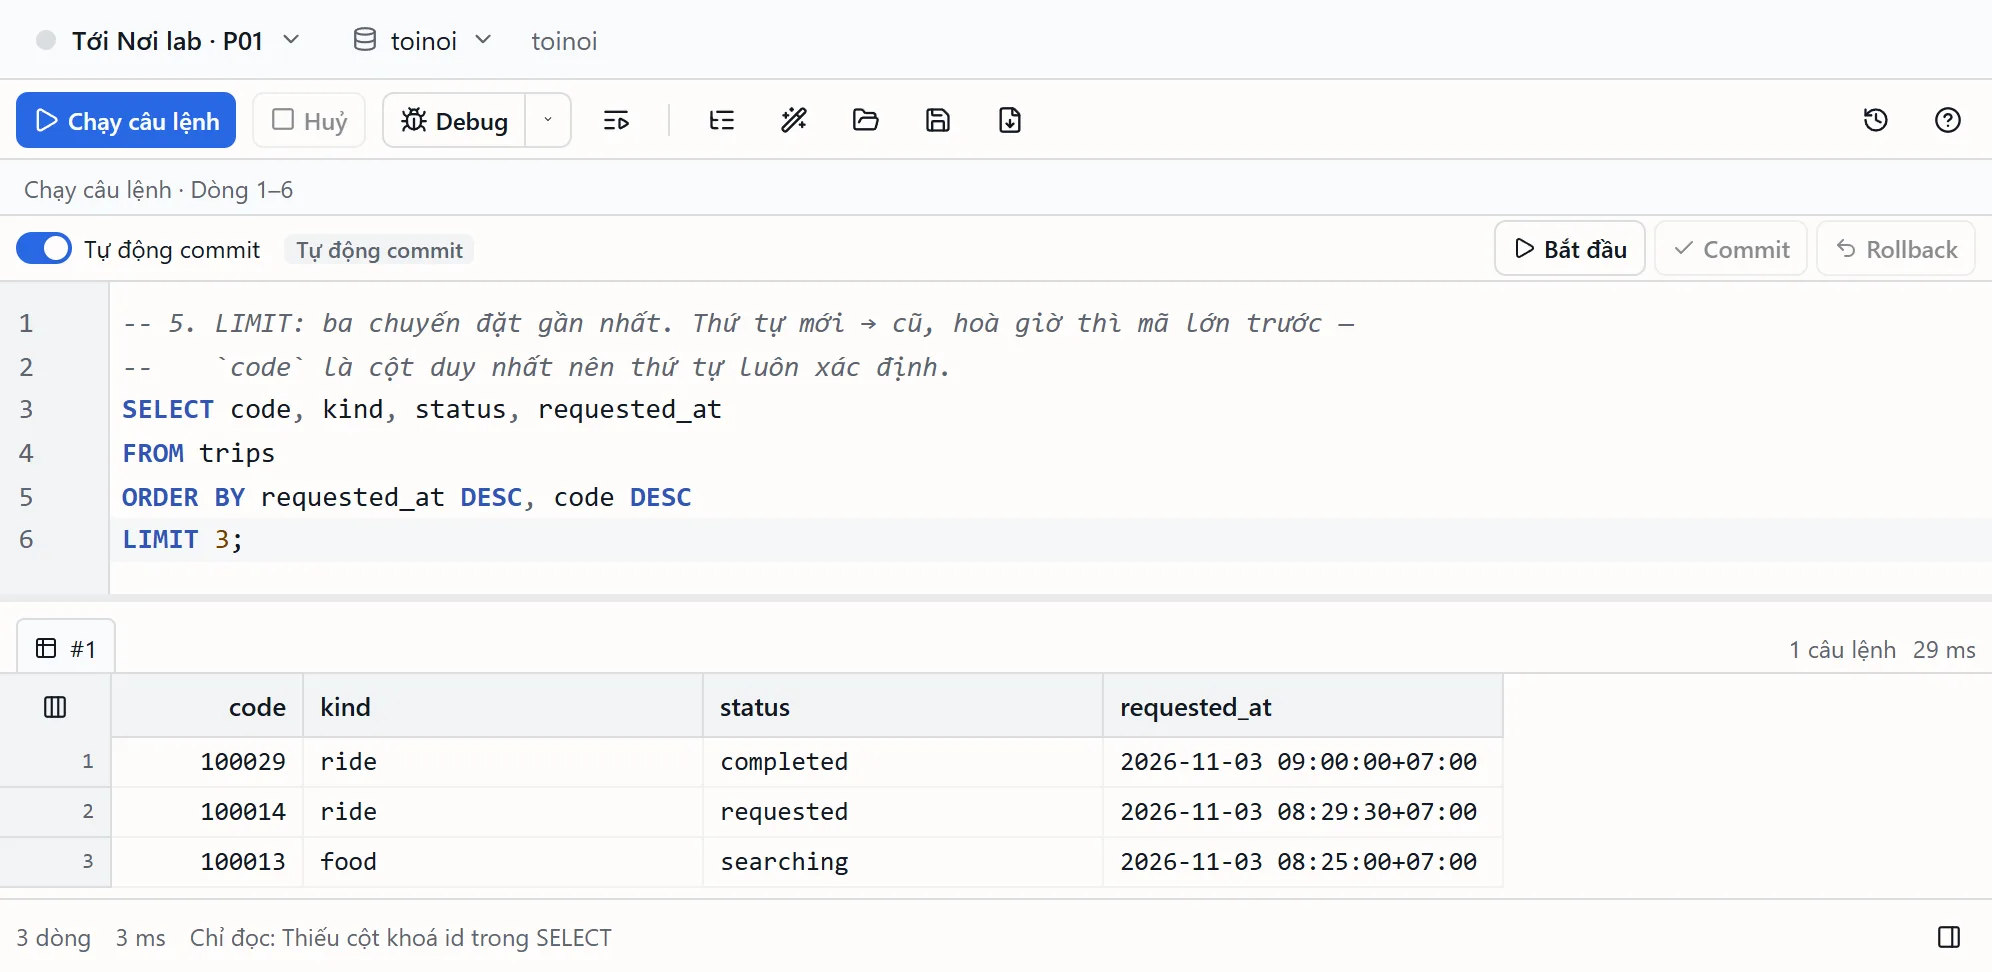 Tới Nơi lab · P01 toinoi toinoi
Chạy câu lệnh Huỷ Debug
Chạy câu lệnh · Dòng 1–6
Tự động commit Tự động commit Bắt đầu Commit Rollback
1 -- 5. LIMIT: ba chuyến đặt gần nhất. Thứ tự mới → cũ, hoà giờ thì mã lớn trước —
2 --    `code` là cột duy nhất nên thứ tự luôn xác định.
3 SELECT code, kind, status, requested_at
4 FROM trips
5 ORDER BY requested_at DESC, code DESC
6 LIMIT 3;
#1 1 câu lệnh 29 ms
code kind status requested_at
1 100029 ride completed 2026-11-03 09:00:00+07:00
2 100014 ride requested 2026-11-03 08:29:30+07:00
3 100013 food searching 2026-11-03 08:25:00+07:00
3 dòng 3 ms Chỉ đọc: Thiếu cột khoá id trong SELECT